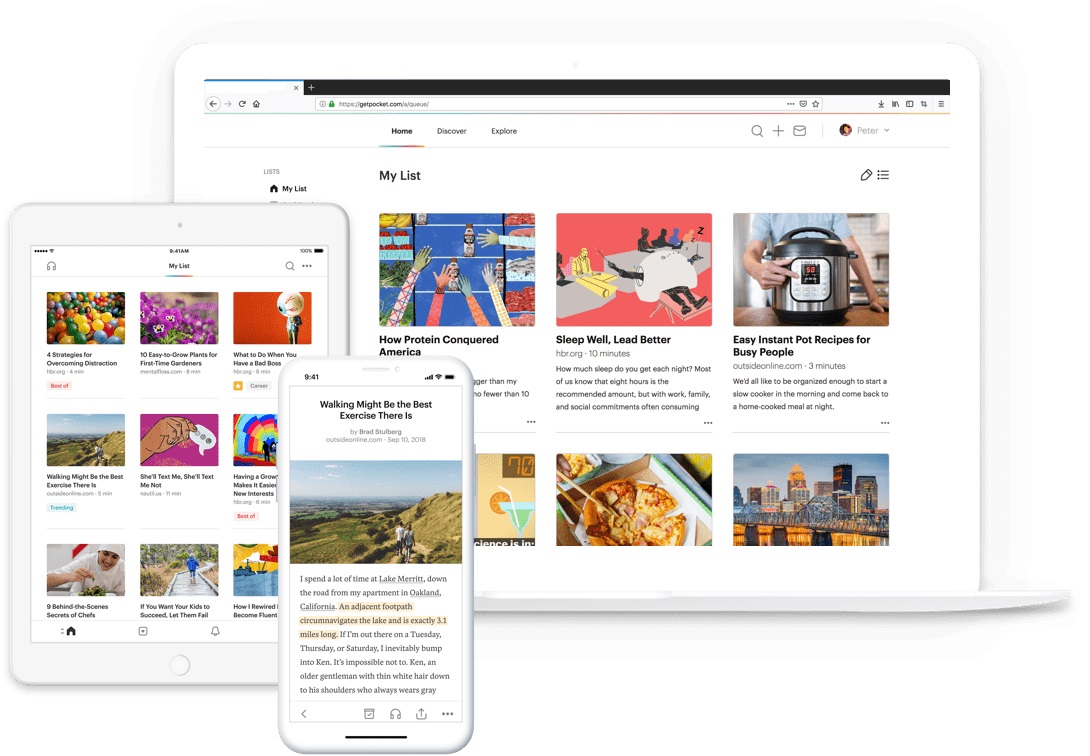 https://getpocket.com/a/queue/
Home
Discover
Explore
Peter
LISTS
My List
My List
How Protein Conquered
America
gger than my
no fewer than 10
Sleep Well, Lead Better
hbr.org · 10 minutes
How much sleep do you get each night? Most
of us know that eight hours is the
recommended amount, but with work, family,
and social commitments often consuming
Easy Instant Pot Recipes for
Busy People
outsideonline.com · 3 minutes
We'd all like to be organized enough to start a
slow cooker in the morning and come back to
a home-cooked meal at night.
Z
50
70
cience is in:
9:41AM
100%
My List
4 Strategies for
Overcoming Distraction
hbr.org · 4 min
Best of
10 Easy-to-Grow Plants for
First-Time Gardeners
mentalfloss.com · 8 min
What to Do When You
Have a Bad Boss
hbr.org · 6 min
Career
Walking Might Be the Best
Exercise There Is
outsideonline.com · 5 min
Trending
She'll Text Me, She'll Text
Me Not
nautil.us · 11 min
Having a Grow
Makes It Easier
New Interests
hbr.org · 6 min
Best of
9 Behind-the-Scenes
Secrets of Chefs
If You Want Your Kids to
Succeed, Let Them Fail
How I Rewired
Become Fluent
9:41
Walking Might Be the Best
Exercise There Is
by Brad Stulberg
outsideonline.com · Sep 10, 2018
I spend a lot of time at Lake Merritt, down
the road from my apartment in Oakland,
California. An adjacent footpath
circumnavigates the lake and is exactly 3.1
miles long. If I'm out there on a Tuesday,
Thursday, or Saturday, I inevitably bump
into Ken. It's impossible not to. Ken, an
older gentleman with thin white hair down
to his shoulders who always wears gray